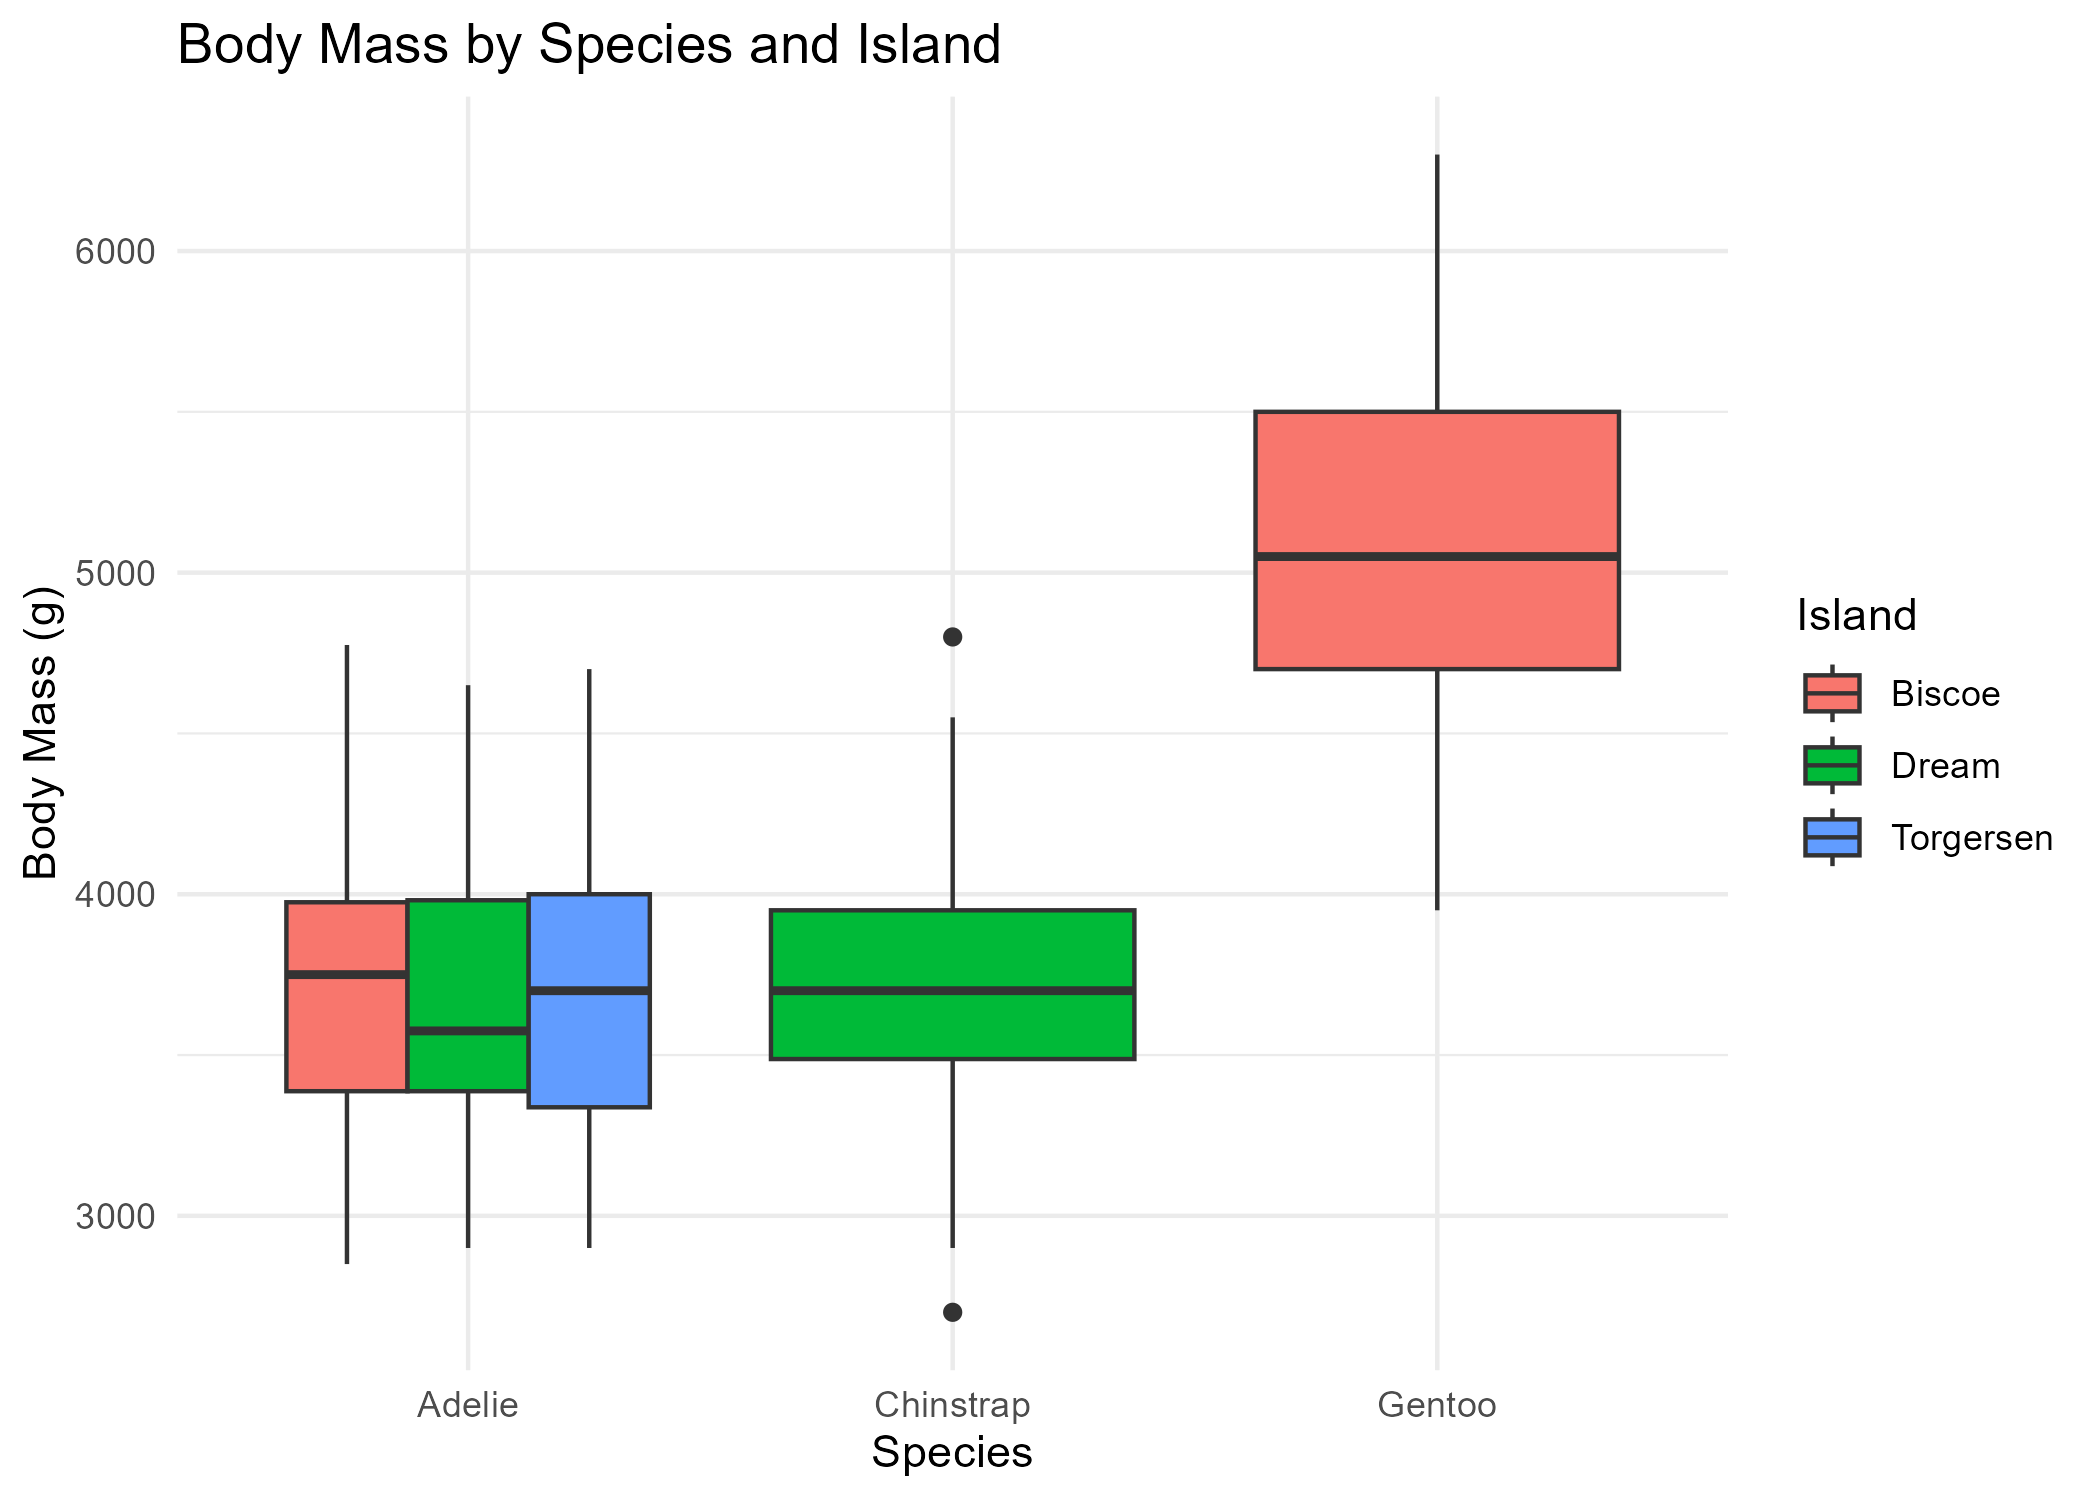 Body Mass by Species and Island
Body Mass (g)
6000
5000
4000
3000
Adelie
Chinstrap
Gentoo
Species
Island
Biscoe
Dream
Torgersen